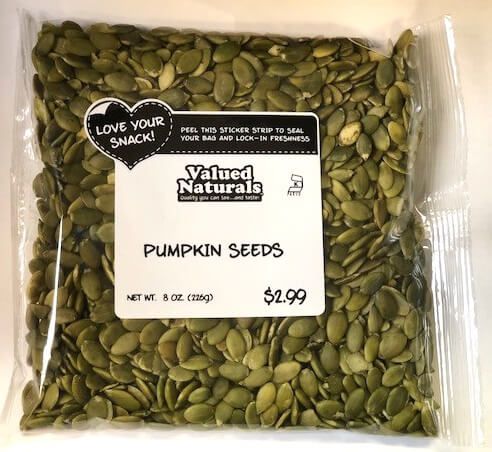 LOVE YOUR
SNACK!
PEEL THIS STICKER STRIP TO SEAL
YOUR BAG AND LOCK-IN FRESHNESS
Valued
Naturals
Quality you can see...and taste!
K
PUMPKIN SEEDS
NET WT. 8 OZ. (226g)
$2.99